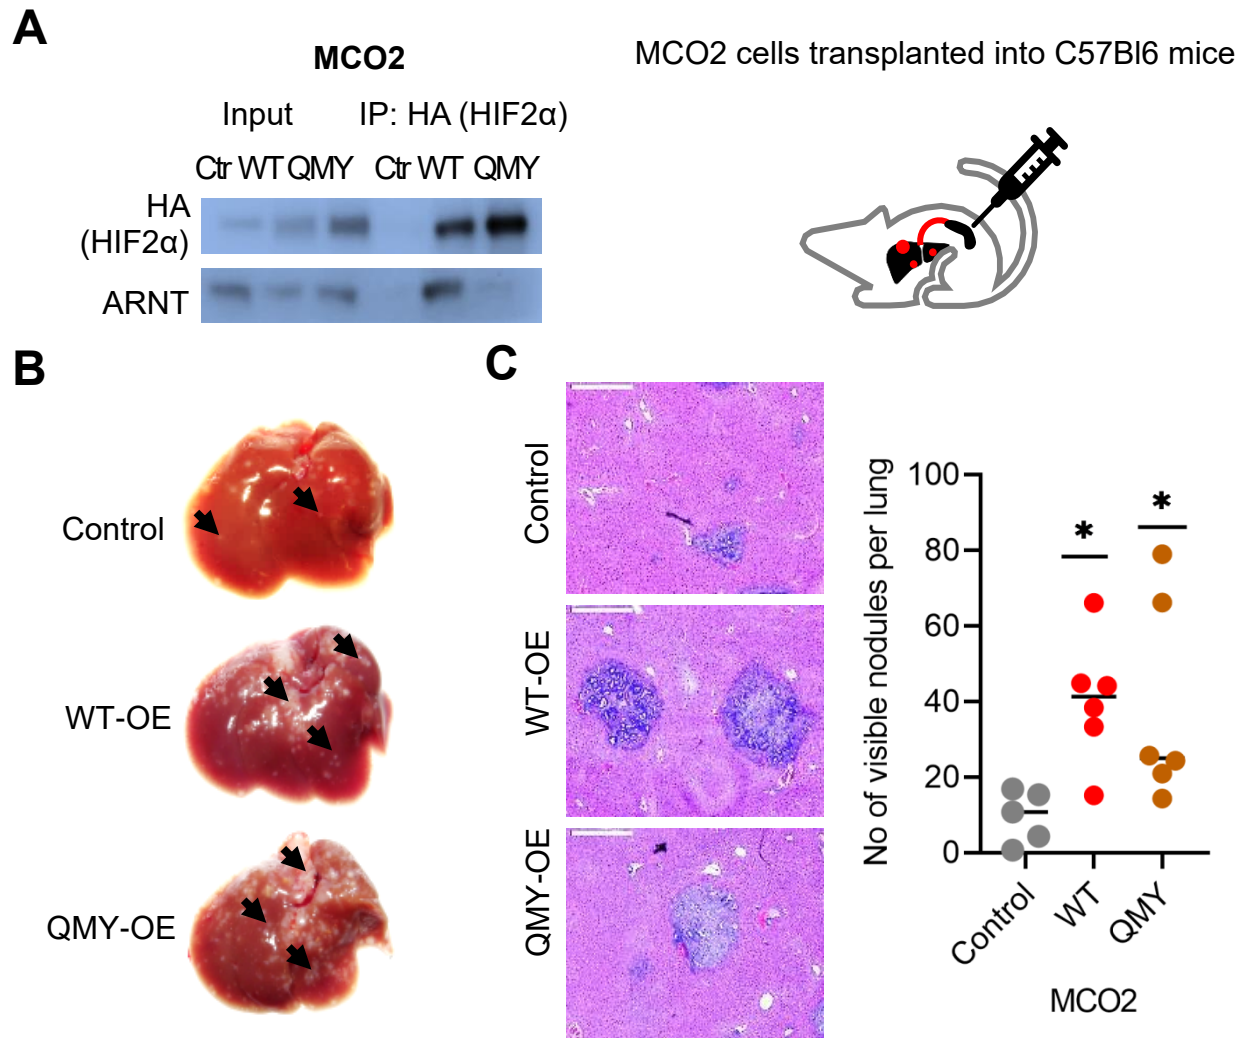 A
MCO2
MCO2 cells transplanted into C57Bl6 mice
Input
IP: HA (HIF2α)
Ctr WT QMY
Ctr WT QMY
HA
(HIF2α)
ARNT
B
Control
WT-OE
QMY-OE
C
Control
WT-OE
QMY-OE
No of visible nodules per lung
100
80
60
40
20
0
*
*
Control
WT
QMY
MCO2